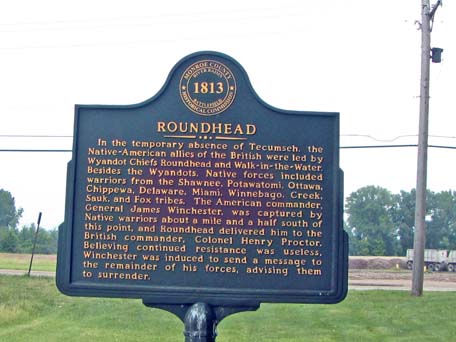 MONROE COUNTY
RIVER RAISIN
1813
BATTLEFIELD
HISTORICAL COMMISSION
ROUNDHEAD
In the temporary absence of Tecumseh, the
Native-American allies of the British were led by
Wyandot Chiefs Roundhead and Walk-in-the-Water.
Besides the Wyandots, Native forces included
warriors from the Shawnee, Potawatomi, Ottawa,
Chippewa, Delaware, Miami, Winnebago, Creek,
Sauk, and Fox tribes. The American commander,
General James Winchester, was captured by
Native warriors about a mile and a half south of
this point, and Roundhead delivered him to the
British commander, Colonel Henry Proctor.
Believing continued resistance was useless,
Winchester was induced to send a message to
the remainder of his forces, advising them
to surrender.